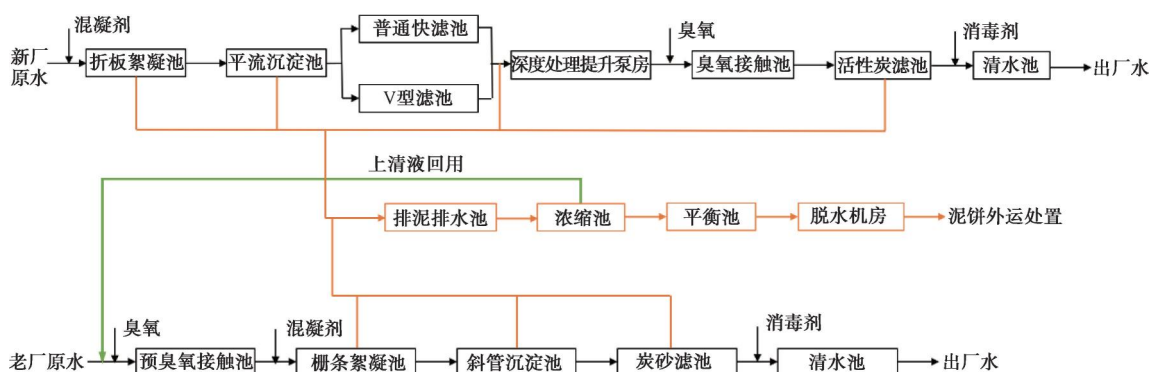 混凝剂
新厂
原水
折板絮凝池
平流沉淀池
普通快滤池
V型滤池
深度处理提升泵房
臭氧
臭氧接触池
活性炭滤池
消毒剂
清水池
出厂水
上清液回用
排泥排水池
浓缩池
平衡池
脱水机房
泥饼外运处置
老厂原水
臭氧
预臭氧接触池
混凝剂
栅条絮凝池
斜管沉淀池
炭砂滤池
消毒剂
清水池
出厂水